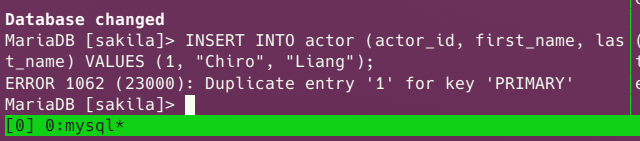 Database changed
MariaDB [sakila]> INSERT INTO actor (actor_id, first_name, las
t_name) VALUES (1, "Chiro", "Liang");
ERROR 1062 (23000): Duplicate entry '1' for key 'PRIMARY'
MariaDB [sakila]>
[0] 0:mysql*